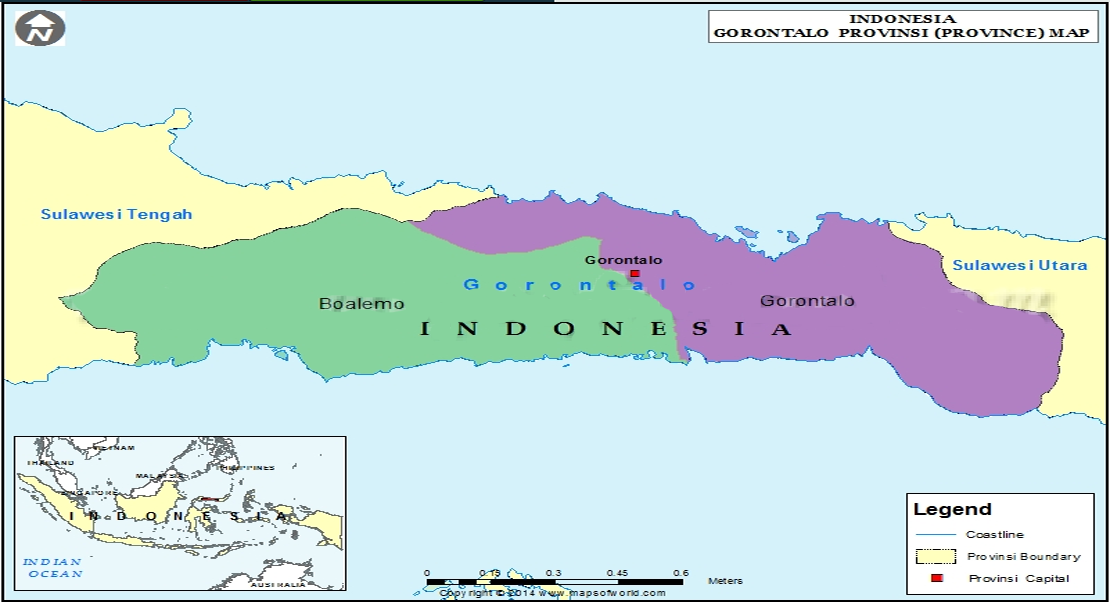 N
INDONESIA
GORONTALO PROVINSI (PROVINCE) MAP
Sulawesi Tengah
Sulawesi Utara
Gorontalo
Gorontalo
Boalemo
Gorontalo
INDONESIA
VIETNAM
THAILAND
PHILIPPINES
MALAYSIA
SINGAPORE
INDONESIA
INDIAN
OCEAN
AUSTRALIA
Legend
Coastline
Provinsi Boundary
Provinsi Capital
0 0.15 0.3 0.45 0.6 Meters
Copyright © 2014 www.mapsofworld.com